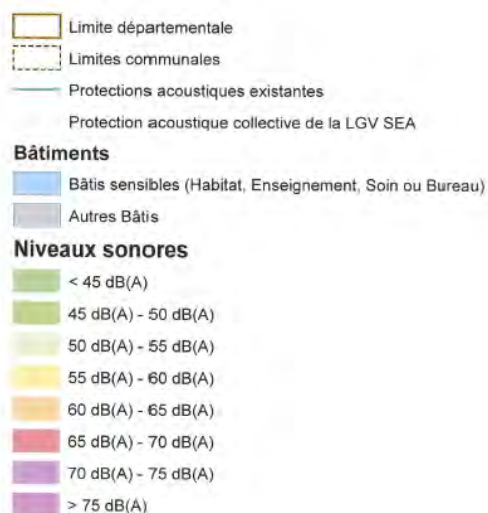 Limite départementale
Limites communales
Protections acoustiques existantes
Protection acoustique collective de la LGV SEA
Bâtiments
Bâtis sensibles (Habitat, Enseignement, Soin ou Bureau)
Autres Bâtis
Niveaux sonores
< 45 dB(A)
45 dB(A) - 50 dB(A)
50 dB(A) - 55 dB(A)
55 dB(A) - 60 dB(A)
60 dB(A) - 65 dB(A)
65 dB(A) - 70 dB(A)
70 dB(A) - 75 dB(A)
> 75 dB(A)